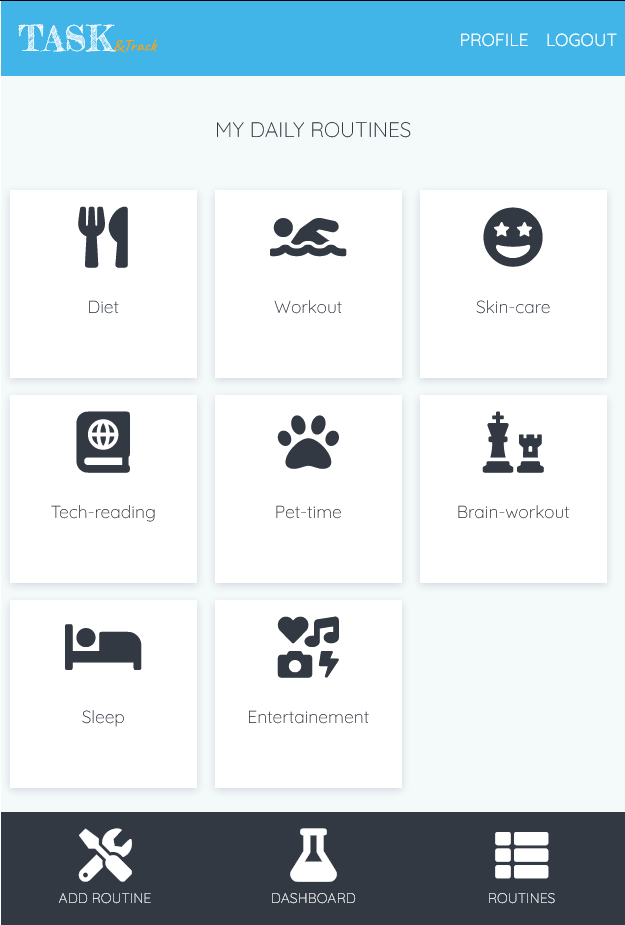 TASK&Track
PROFILE LOGOUT
MY DAILY ROUTINES
Diet Workout Skin-care
Tech-reading Pet-time Brain-workout
Sleep Entertainement
ADD ROUTINE DASHBOARD ROUTINES